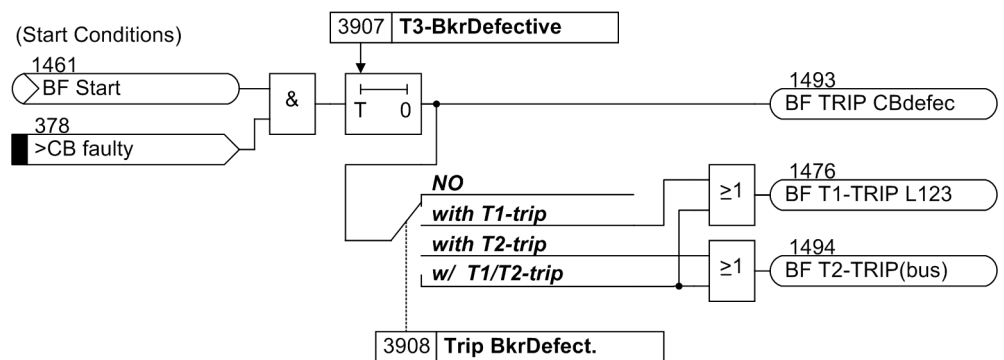 3907 T3-BkrDefective
(Start Conditions)
1461
BF Start
&
T 0
1493
BF TRIP CBdefec
378
>CB faulty
NO
with T1-trip
with T2-trip
w/ T1/T2-trip
≥1
1476
BF T1-TRIP L123
≥1
1494
BF T2-TRIP(bus)
3908 Trip BkrDefect.